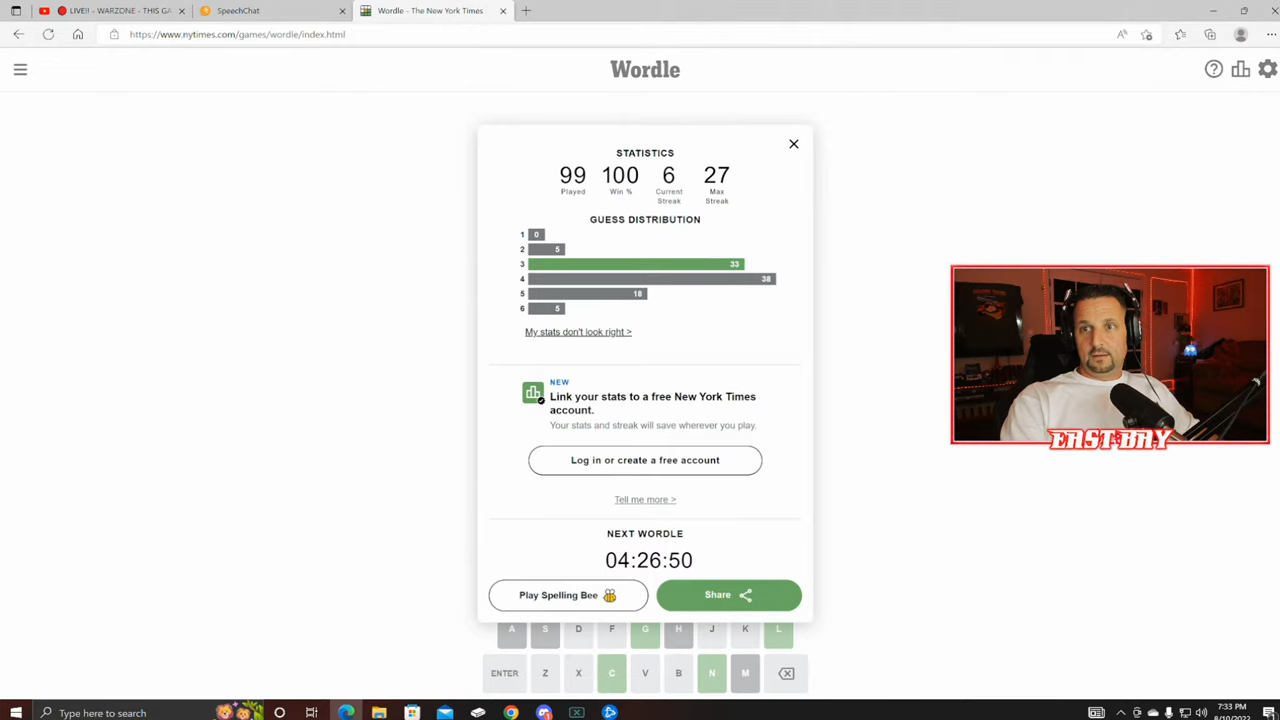 LIVE!! - WARZONE - THIS GA
SpeechChat
Wordle - The New York Times
https://www.nytimes.com/games/wordle/index.html
Wordle
STATISTICS
99 100 6 27
Played Win % Current Streak Max Streak
GUESS DISTRIBUTION
1 0
2 5
3 33
4 38
5 18
6 5
My stats don't look right >
NEW
Link your stats to a free New York Times
account.
Your stats and streak will save wherever you play.
Log in or create a free account
Tell me more >
NEXT WORDLE
04:26:50
Play Spelling Bee Share
A S D F G H J K L
ENTER Z X C V B N M
EAST BAY
Type here to search
7:33 PM